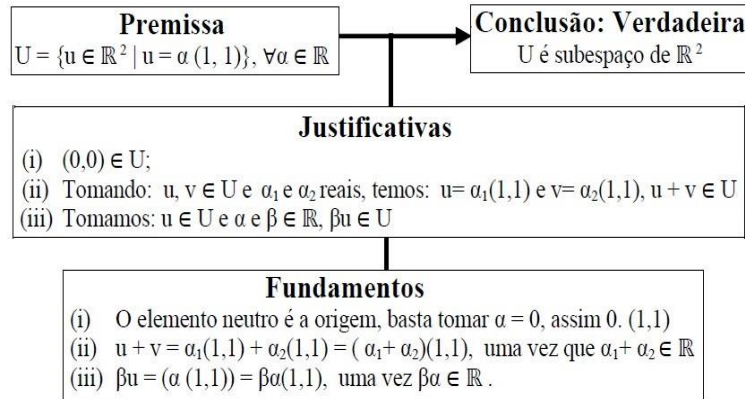 Premissa
U = {u ∈ ℝ² | u = α (1, 1)}, ∀α ∈ ℝ
Conclusão: Verdadeira
U é subespaço de ℝ²
Justificativas
(i) (0,0) ∈ U;
(ii) Tomando: u, v ∈ U e α₁ e α₂ reais, temos: u= α₁(1,1) e v= α₂(1,1), u + v ∈ U
(iii) Tomamos: u ∈ U e α e β ∈ ℝ, βu ∈ U
Fundamentos
(i) O elemento neutro é a origem, basta tomar α = 0, assim 0. (1,1)
(ii) u + v = α₁(1,1) + α₂(1,1) = ( α₁+ α₂)(1,1), uma vez que α₁+ α₂ ∈ ℝ
(iii) βu = (α (1,1)) = βα(1,1), uma vez βα ∈ ℝ .